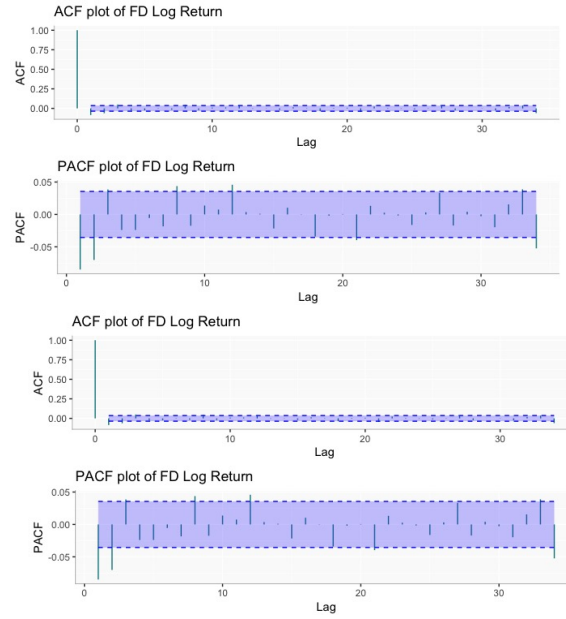 ACF plot of FD Log Return
1.00
0.75
0.50
0.25
0.00
ACF
0 10 20 30
Lag
PACF plot of FD Log Return
0.05
0.00
-0.05
PACF
0 10 20 30
Lag
ACF plot of FD Log Return
1.00
0.75
0.50
0.25
0.00
ACF
0 10 20 30
Lag
PACF plot of FD Log Return
0.05
0.00
-0.05
PACF
0 10 20 30
Lag